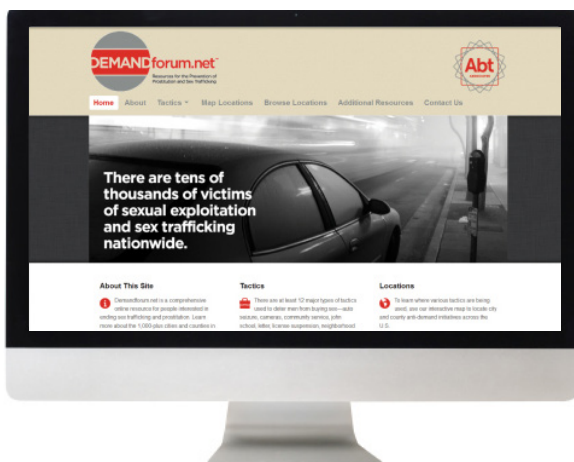 DEMANDforum.net™
Resources for the Prevention of
Prostitution and Sex Trafficking
Abt
ASSOCIATES
Home About Tactics Map Locations Browse Locations Additional Resources Contact Us
There are tens of
thousands of victims
of sexual exploitation
and sex trafficking
nationwide.
About This Site
Demandforum.net is a comprehensive
online resource for people interested in
ending sex trafficking and prostitution. Learn
more about the 1,000-plus cities and counties in
Tactics
There are at least 12 major types of tactics
used to deter men from buying sex—auto
seizure, cameras, community service, john
school, letter, license suspension, neighborhood
Locations
To learn where various tactics are being
used, use our interactive map to locate city
and county anti-demand initiatives across the
U.S.